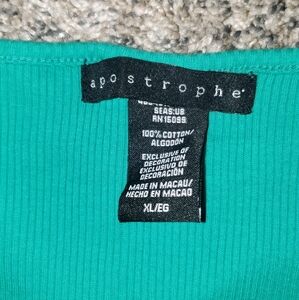 apostrophe
SEAS:US
RN15099
100% COTTON/
ALGODÓN
EXCLUSIVE OF
DECORATION
EXCLUSIVO DE
DECORACIÓN
MADE IN MACAU/
HECHO EN MACAO
XL/EG